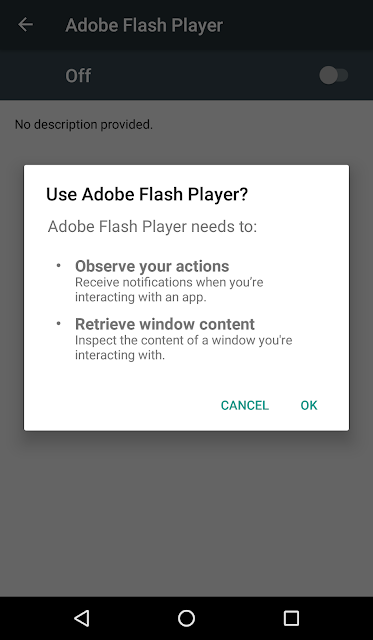 Adobe Flash Player
Off
No description provided.
Use Adobe Flash Player?
Adobe Flash Player needs to:
• Observe your actions
Receive notifications when you're
interacting with an app.
• Retrieve window content
Inspect the content of a window you're
interacting with.
CANCEL OK